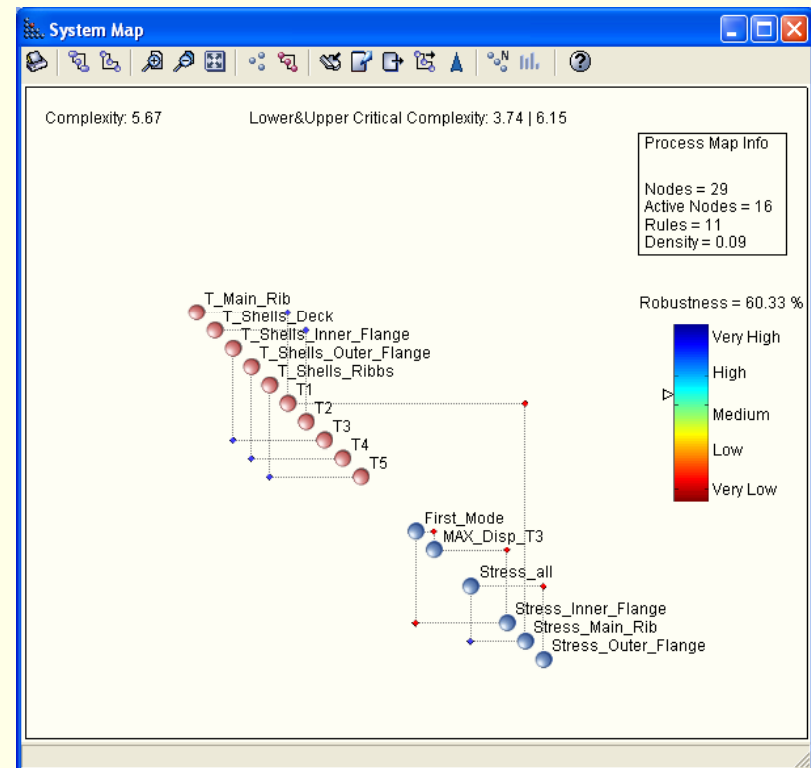 System Map
Complexity: 5.67
Lower&Upper Critical Complexity: 3.74 | 6.15
Process Map Info
Nodes = 29
Active Nodes = 16
Rules = 11
Density = 0.09
Robustness = 60.33 %
Very High
High
Medium
Low
Very Low
T_Main_Rib
T_Shells_Deck
T_Shells_Inner_Flange
T_Shells_Outer_Flange
T_Shells_Ribbs
T1
T2
T3
T4
T5
First_Mode
MAX_Disp_T3
Stress_all
Stress_Inner_Flange
Stress_Main_Rib
Stress_Outer_Flange
N